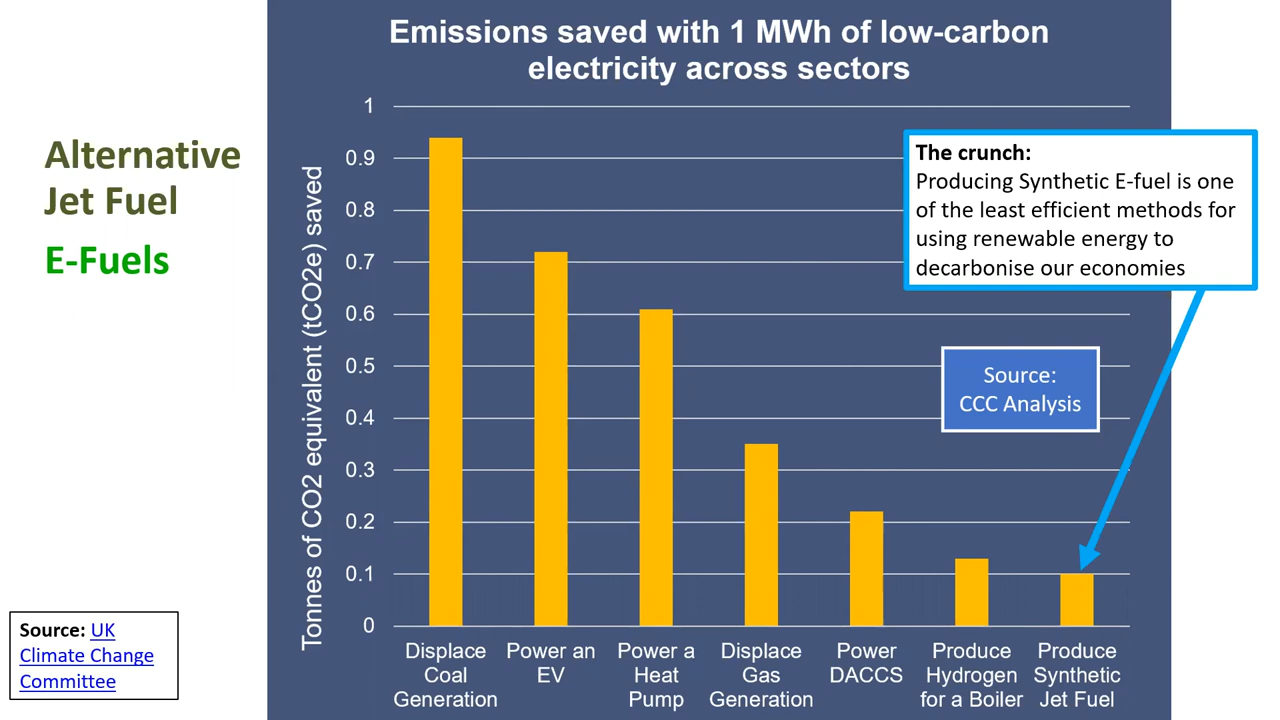 Emissions saved with 1 MWh of low-carbon
electricity across sectors
Alternative
Jet Fuel
E-Fuels
The crunch:
Producing Synthetic E-fuel is one
of the least efficient methods for
using renewable energy to
decarbonise our economies
Source:
CCC Analysis
Tonnes of CO2 equivalent (tCO2e) saved
1
0.9
0.8
0.7
0.6
0.5
0.4
0.3
0.2
0.1
0
Displace
Coal
Generation
Power an
EV
Power a
Heat
Pump
Displace
Gas
Generation
Power
DACCS
Produce
Hydrogen
for a Boiler
Produce
Synthetic
Jet Fuel
Source: UK
Climate Change
Committee